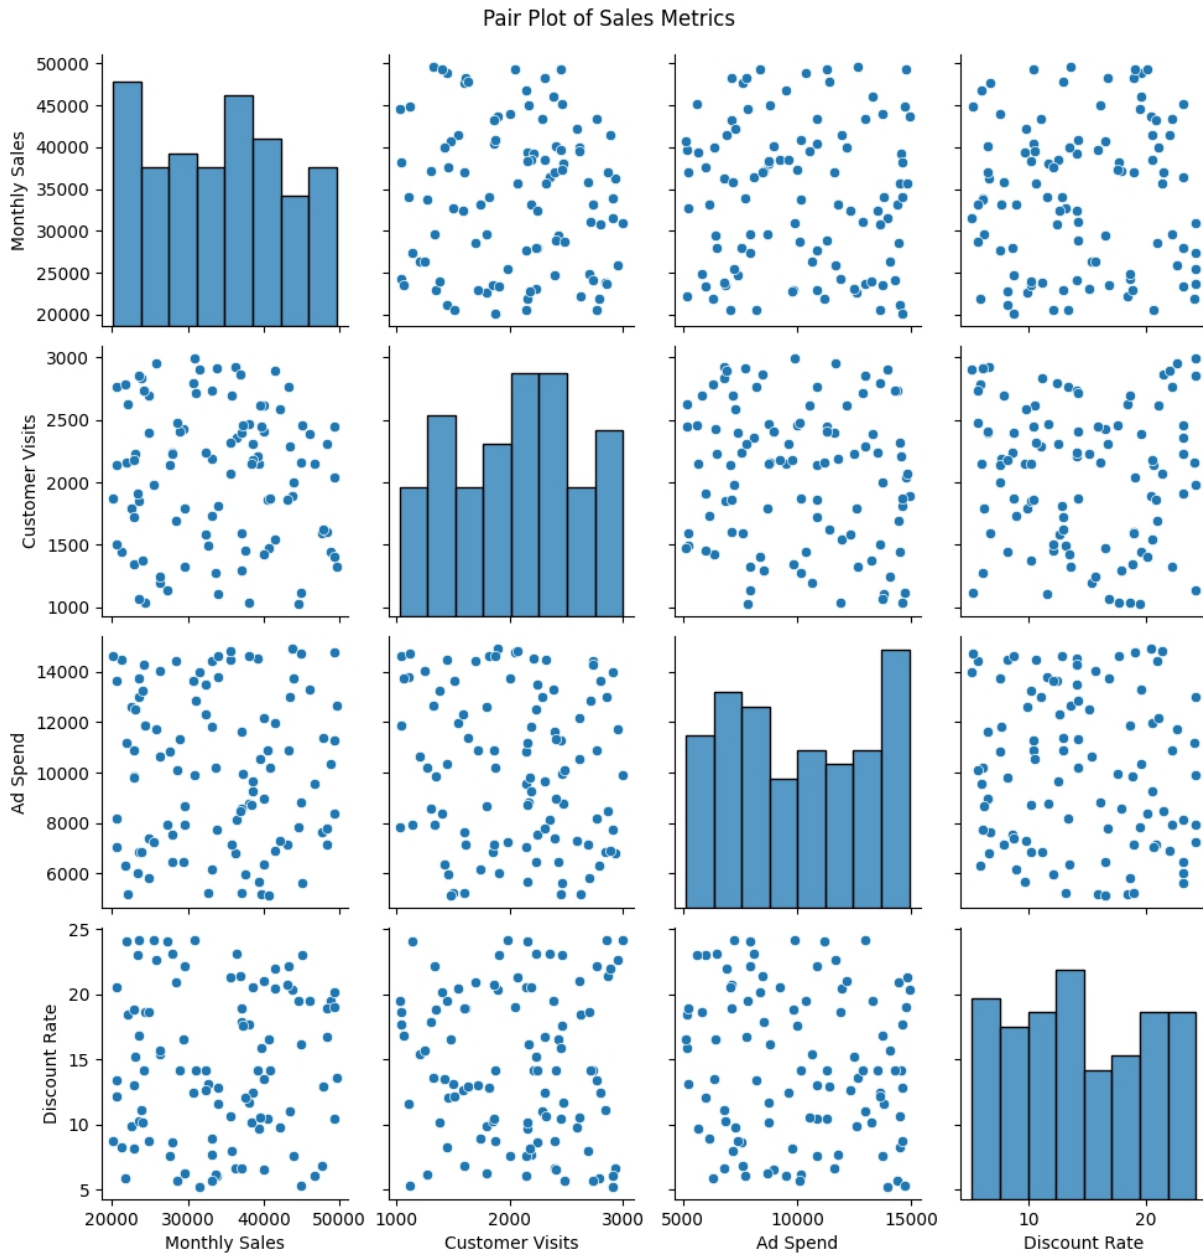 Pair Plot of Sales Metrics
50000
45000
40000
35000
30000
25000
20000
Monthly Sales
3000
2500
2000
1500
1000
Customer Visits
14000
12000
10000
8000
6000
Ad Spend
25
20
15
10
5
Discount Rate
20000 30000 40000 50000
1000 2000 3000
5000 10000 15000
10 20
Monthly Sales
Customer Visits
Ad Spend
Discount Rate